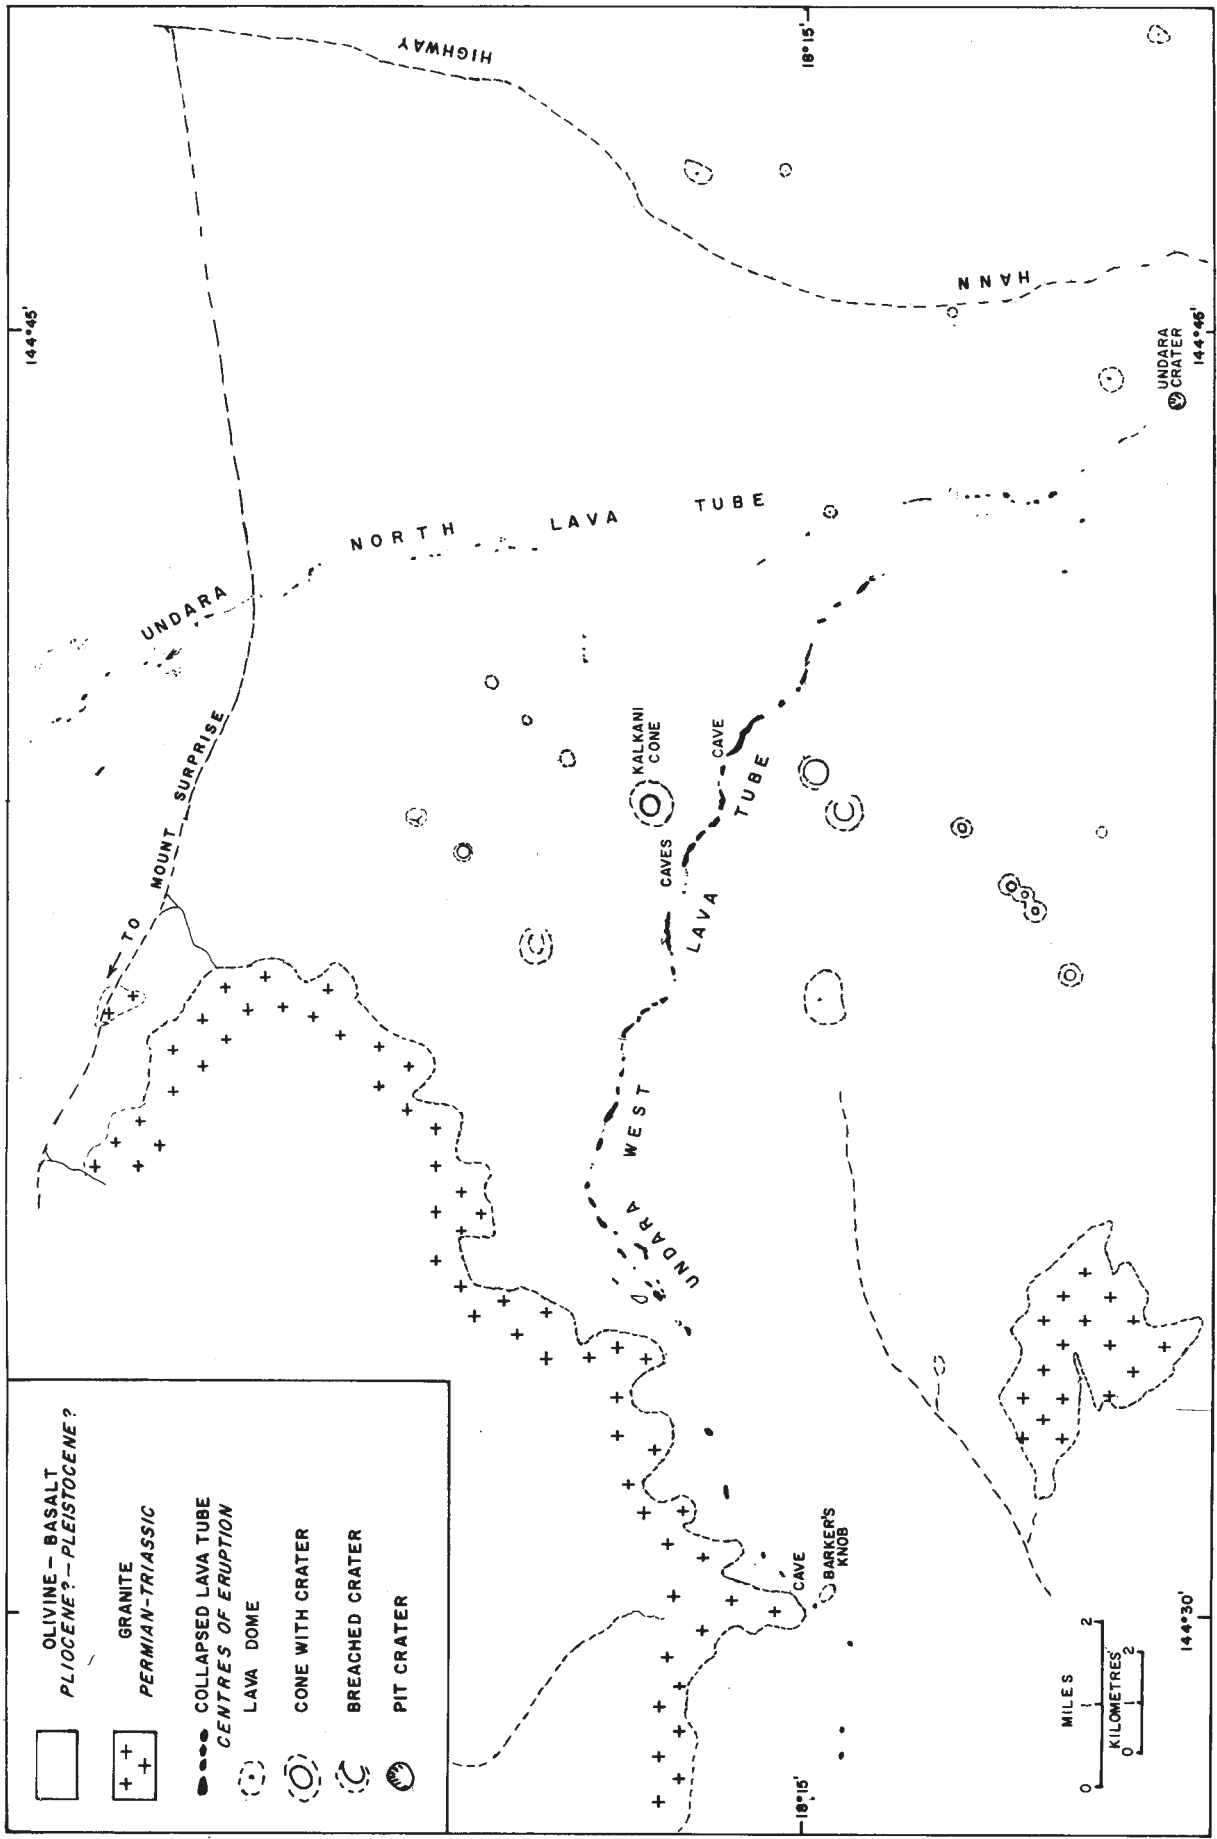 OLIVINE – BASALT
PLIOCENE? – PLEISTOCENE?
GRANITE
PERMIAN-TRIASSIC
COLLAPSED LAVA TUBE
CENTRES OF ERUPTION
LAVA DOME
CONE WITH CRATER
BREACHED CRATER
PIT CRATER
TO MOUNT SURPRISE
144°45'
HIGHWAY
HANN
18°15'
UNDARA NORTH LAVA TUBE
KALKANI
CONE
CAVE
CAVES
UNDARA WEST LAVA TUBE
UNDARA
CRATER
144°45'
CAVE
BARKER'S
KNOB
18°15'
MILES
0 1 2
KILOMETRES
0 1 2
144°30'